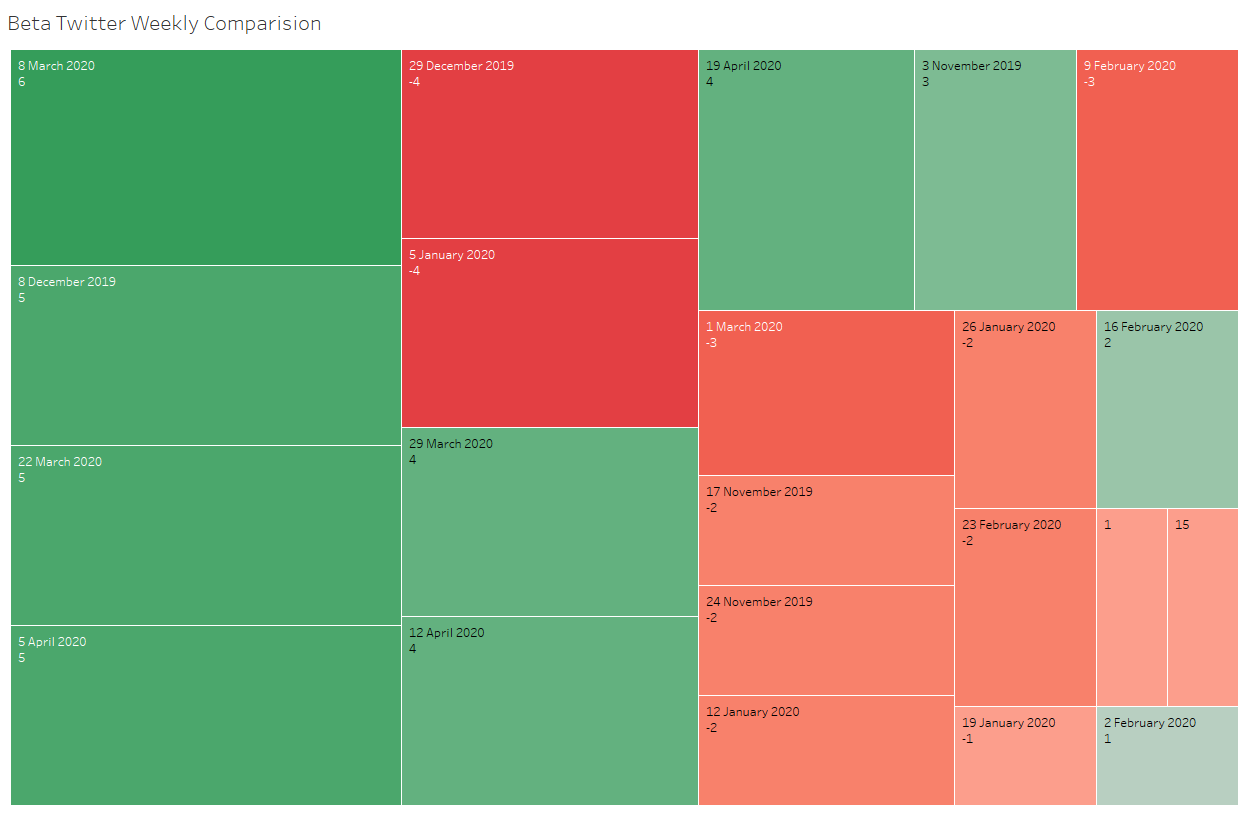 Beta Twitter Weekly Comparision
8 March 2020
6
8 December 2019
5
22 March 2020
5
5 April 2020
5
29 December 2019
-4
5 January 2020
-4
29 March 2020
4
12 April 2020
4
19 April 2020
4
3 November 2019
3
9 February 2020
-3
1 March 2020
-3
17 November 2019
-2
24 November 2019
-2
12 January 2020
-2
26 January 2020
-2
23 February 2020
-2
19 January 2020
-1
16 February 2020
2
1
15
2 February 2020
1